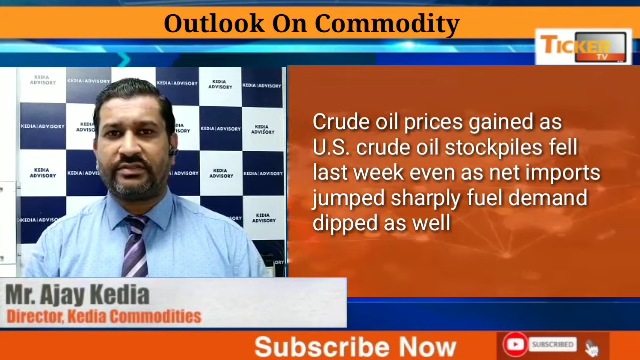 Outlook On Commodity
TICKER
TV
KEDIA
ADVISORY
KEDIA|ADVISORY
Crude oil prices gained as
U.S. crude oil stockpiles fell
last week even as net imports
jumped sharply fuel demand
dipped as well
Mr. Ajay Kedia
Director, Kedia Commodities
Subscribe Now
SUBSCRIBED